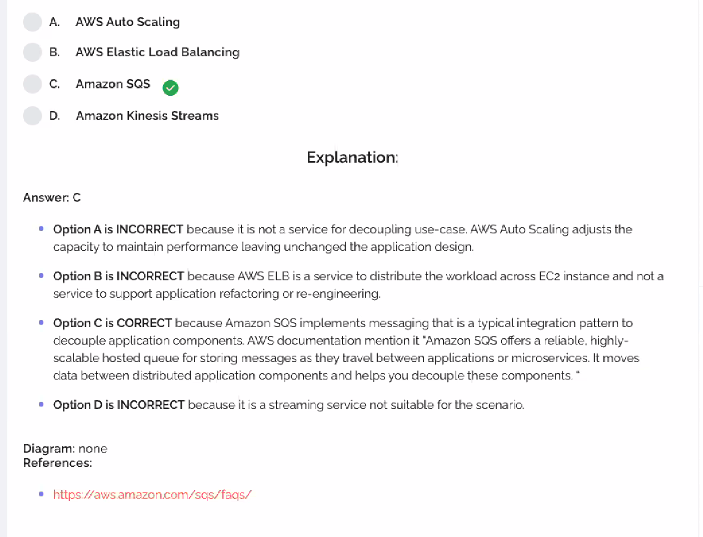 A. AWS Auto Scaling
B. AWS Elastic Load Balancing
C. Amazon SQS
D. Amazon Kinesis Streams
Explanation:
Answer: C
Option A is INCORRECT because it is not a service for decoupling use-case. AWS Auto Scaling adjusts the
capacity to maintain performance leaving unchanged the application design.
Option B is INCORRECT because AWS ELB is a service to distribute the workload across EC2 instance and not a
service to support application refactoring or re-engineering.
Option C is CORRECT because Amazon SQS implements messaging that is a typical integration pattern to
decouple application components. AWS documentation mention it "Amazon SQS offers a reliable, highly-
scalable hosted queue for storing messages as they travel between applications or microservices. It moves
data between distributed application components and helps you decouple these components. "
Option D is INCORRECT because it is a streaming service not suitable for the scenario.
Diagram: none
References:
https://aws.amazon.com/sqs/faqs/